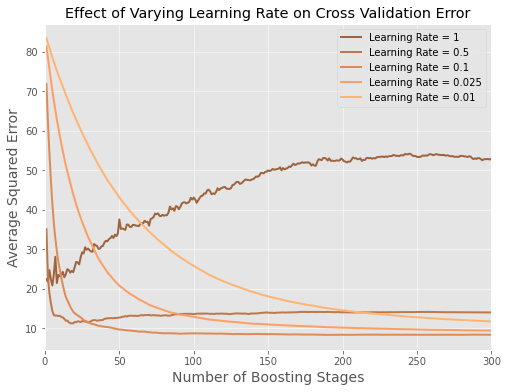 Effect of Varying Learning Rate on Cross Validation Error
Learning Rate = 1
Learning Rate = 0.5
Learning Rate = 0.1
Learning Rate = 0.025
Learning Rate = 0.01
Average Squared Error
80
70
60
50
40
30
20
10
0 50 100 150 200 250 300
Number of Boosting Stages